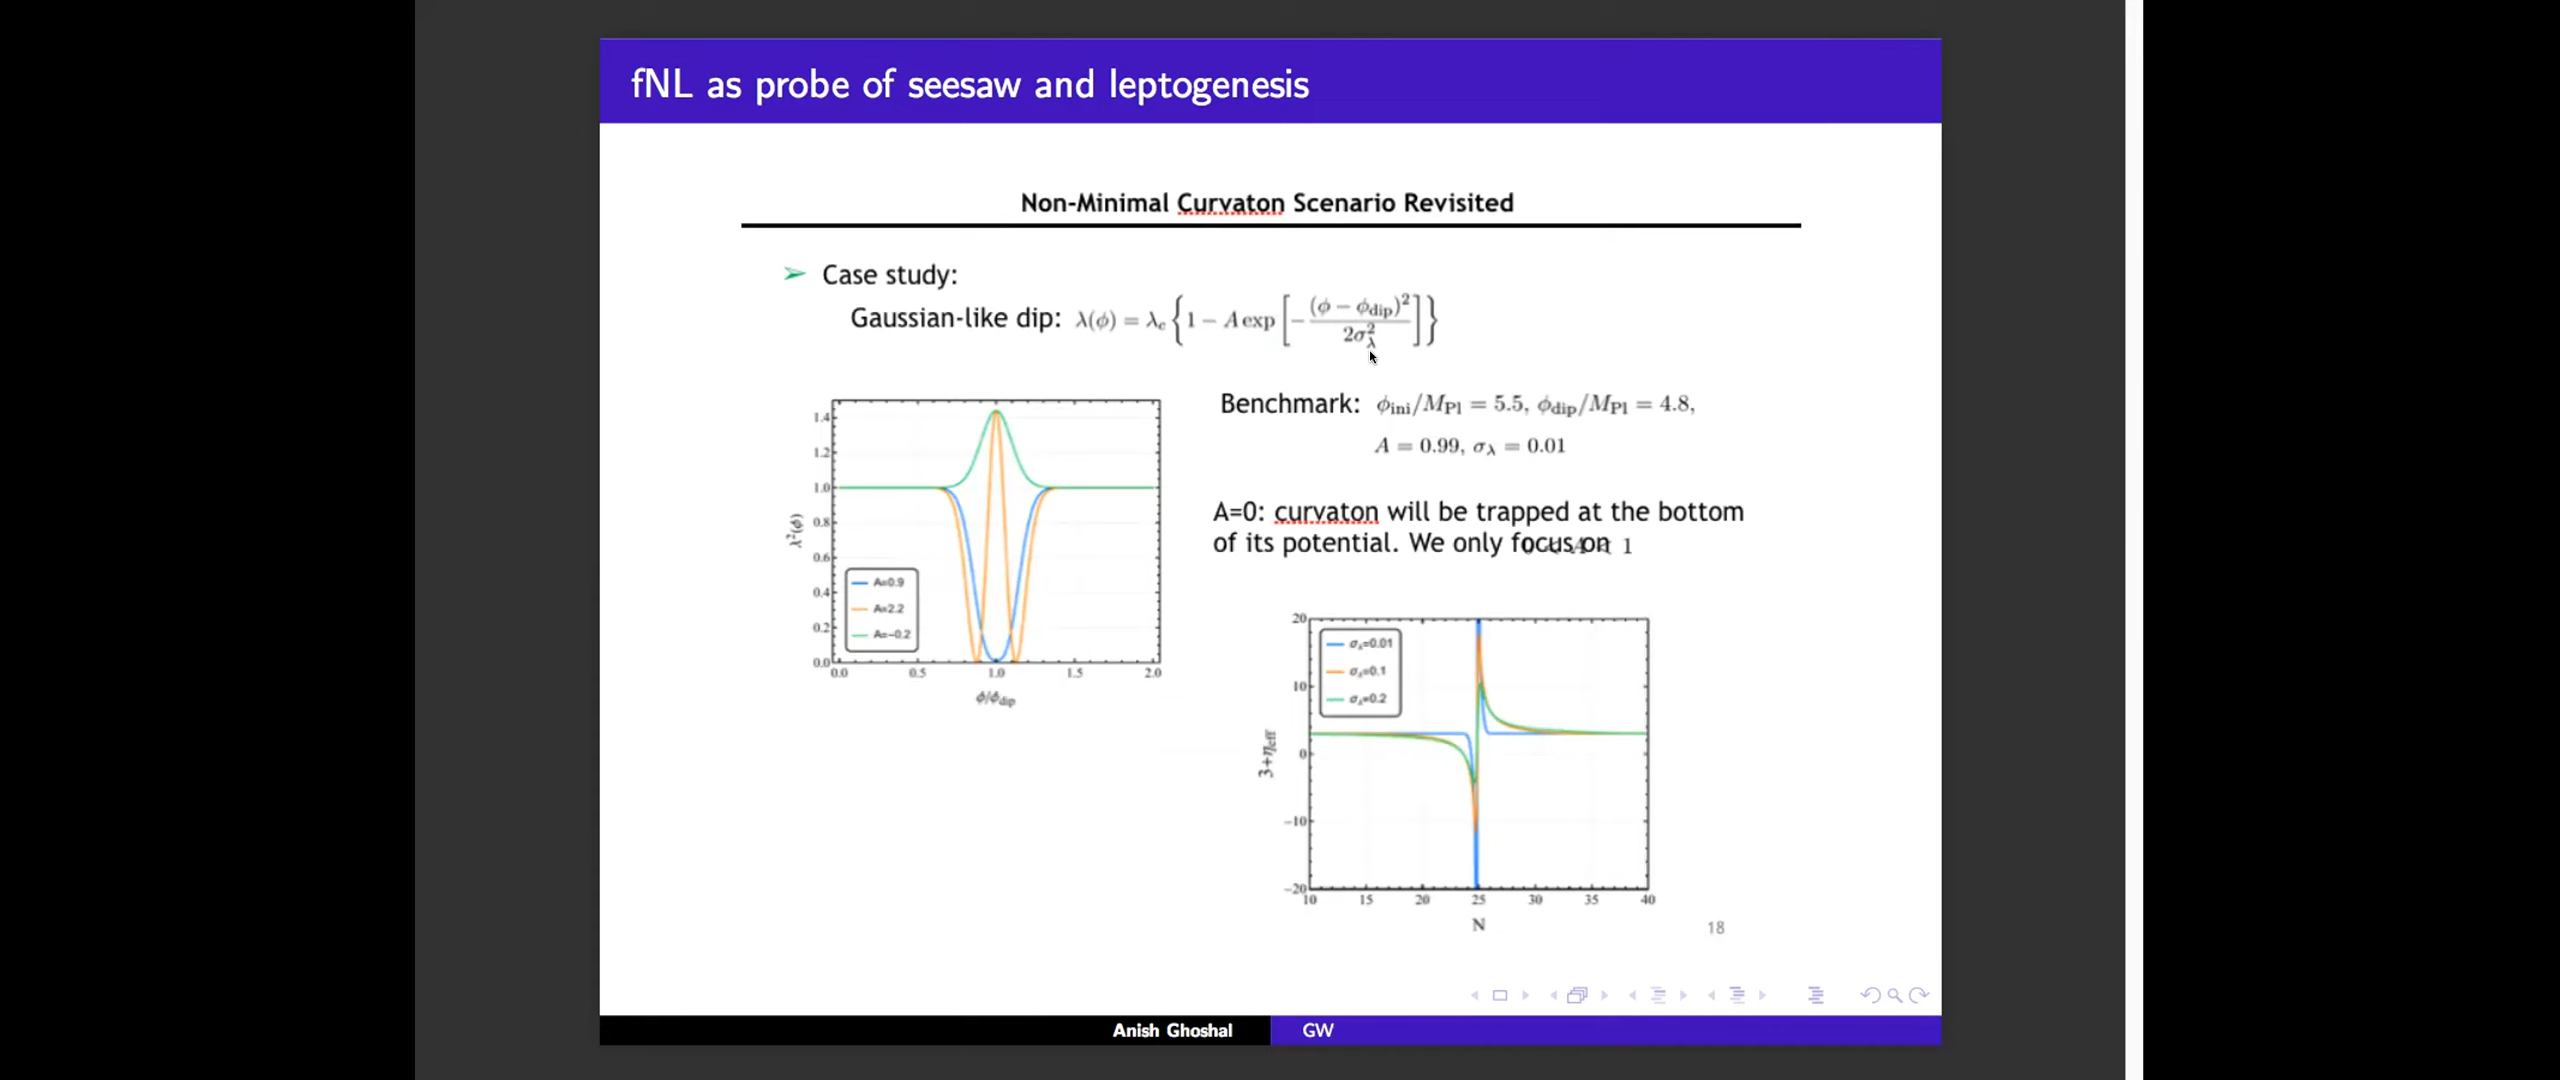 fNL as probe of seesaw and leptogenesis
Non-Minimal Curvaton Scenario Revisited
➢ Case study:
Gaussian-like dip: λ(ϕ) = λ_c {1 − A exp [−(ϕ − ϕ_dip)² / 2σ_λ²]}
Benchmark: ϕ_ini/M_Pl = 5.5, ϕ_dip/M_Pl = 4.8,
A = 0.99, σ_λ = 0.01
A=0: curvaton will be trapped at the bottom
of its potential. We only focus on < 1
λ²(ϕ)
1.4
1.2
1.0
0.8
0.6
0.4
0.2
0.0
A=0.9
A=2.2
A=-0.2
0.0 0.5 1.0 1.5 2.0
ϕ/ϕ_dip
3+η_eff
20
10
0
−10
−20
σ_λ=0.01
σ_λ=0.1
σ_λ=0.2
10 15 20 25 30 35 40
N
18
Anish Ghoshal GW